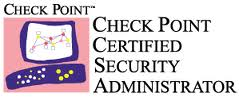 CHECK POINT™
CHECK POINT
CERTIFIED
SECURITY
ADMINISTRATOR